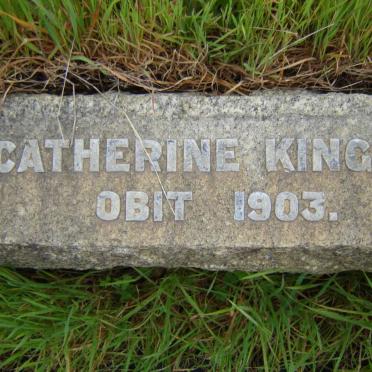 CATHERINE KING
OBIT 1903.